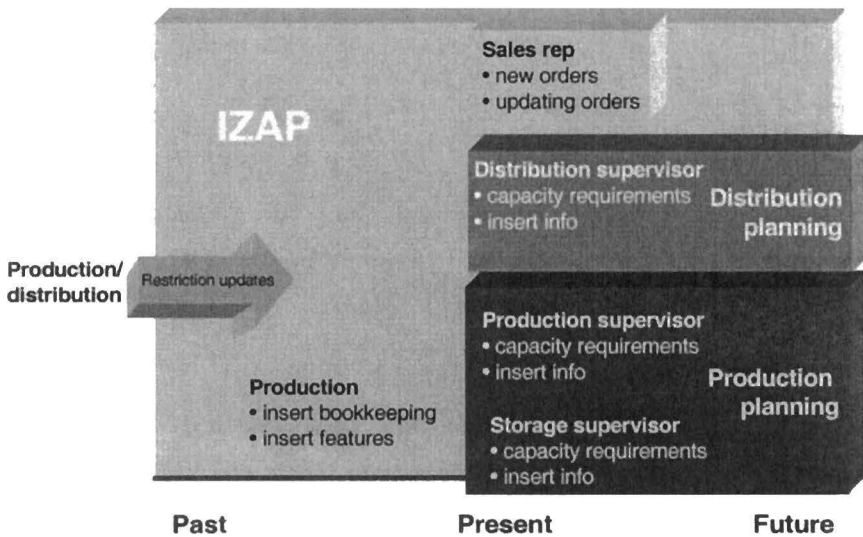 Sales rep
• new orders
• updating orders
IZAP
Distribution supervisor
• capacity requirements
• insert info
Distribution
planning
Production/
distribution
Restriction updates
Production supervisor
• capacity requirements
• insert info
Production
planning
Production
• insert bookkeeping
• insert features
Storage supervisor
• capacity requirements
• insert info
Past
Present
Future